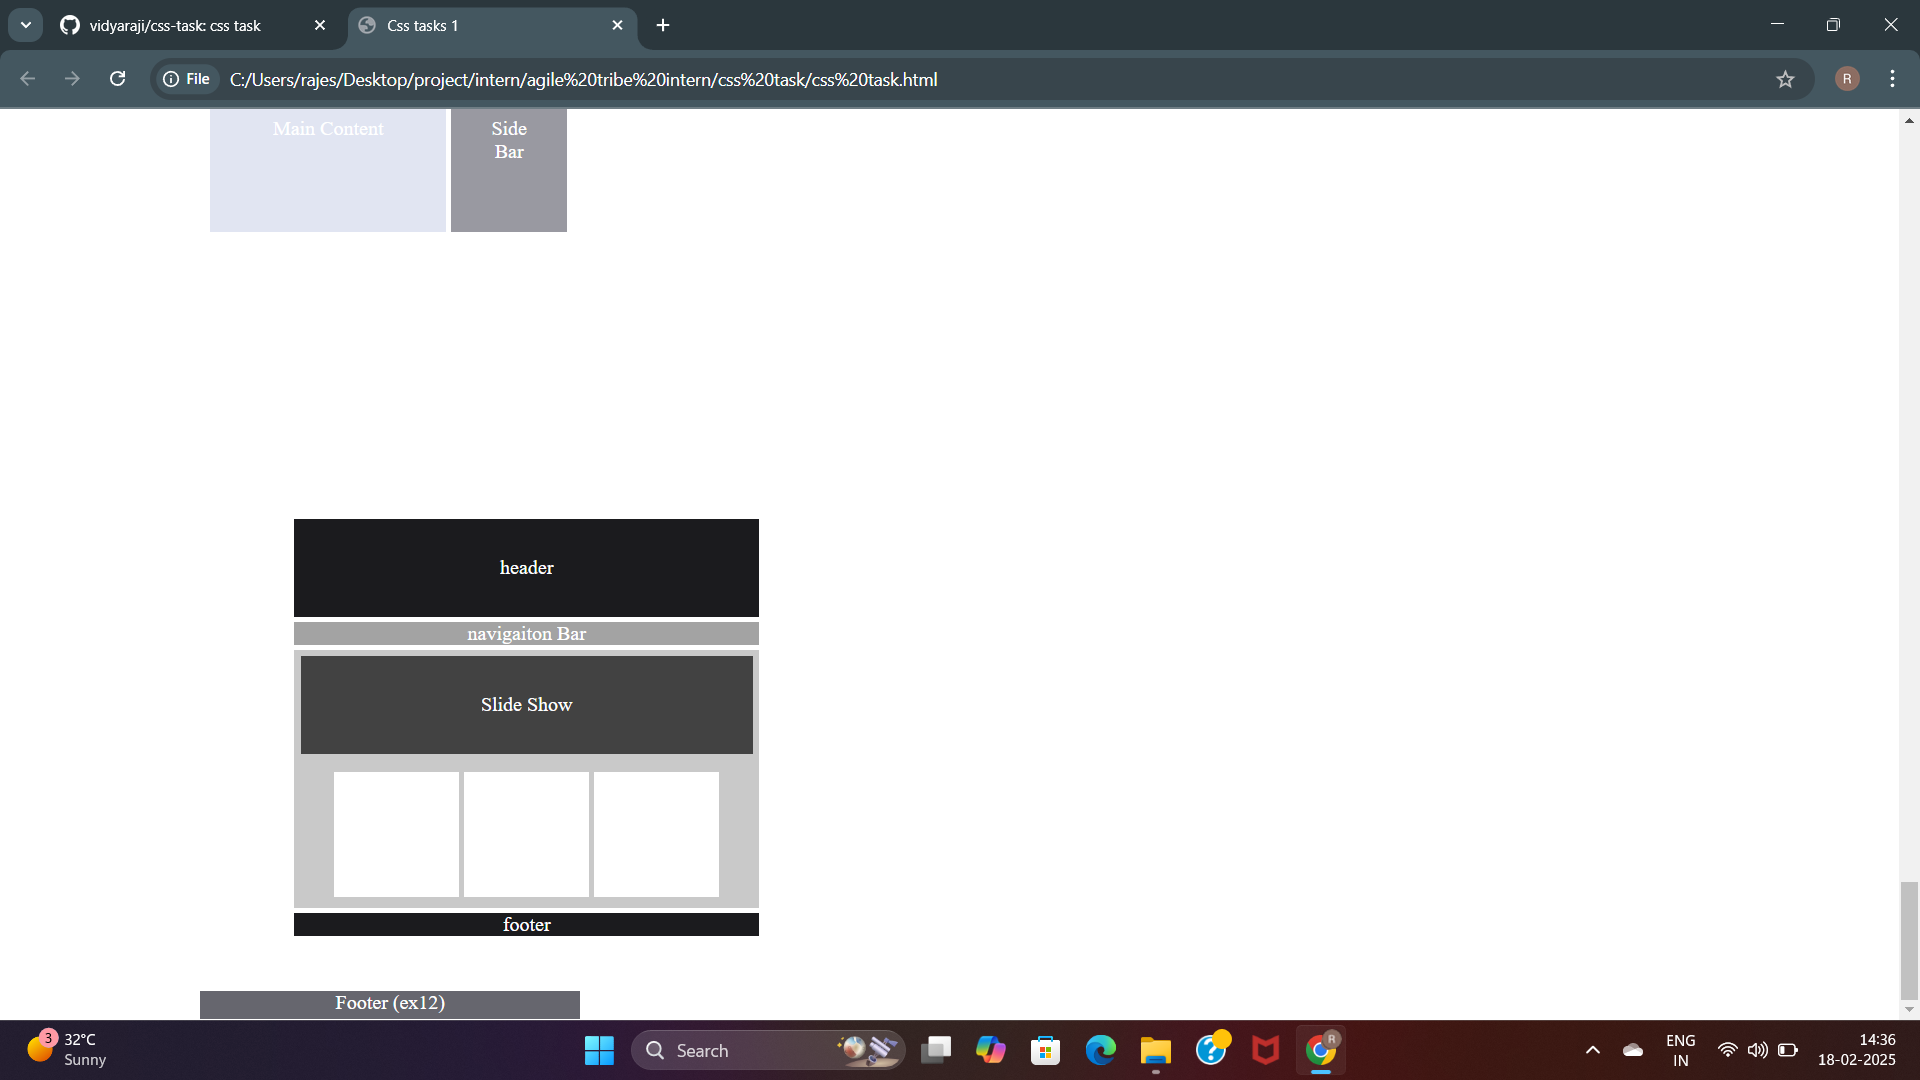 vidyaraji/css-task: css task
Css tasks 1
File
C:/Users/rajes/Desktop/project/intern/agile%20tribe%20intern/css%20task/css%20task.html
R
Main Content
Side
Bar
header
navigaiton Bar
Slide Show
footer
Footer (ex12)
3
32°C
Sunny
Search
R
ENG
IN
14:36
18-02-2025